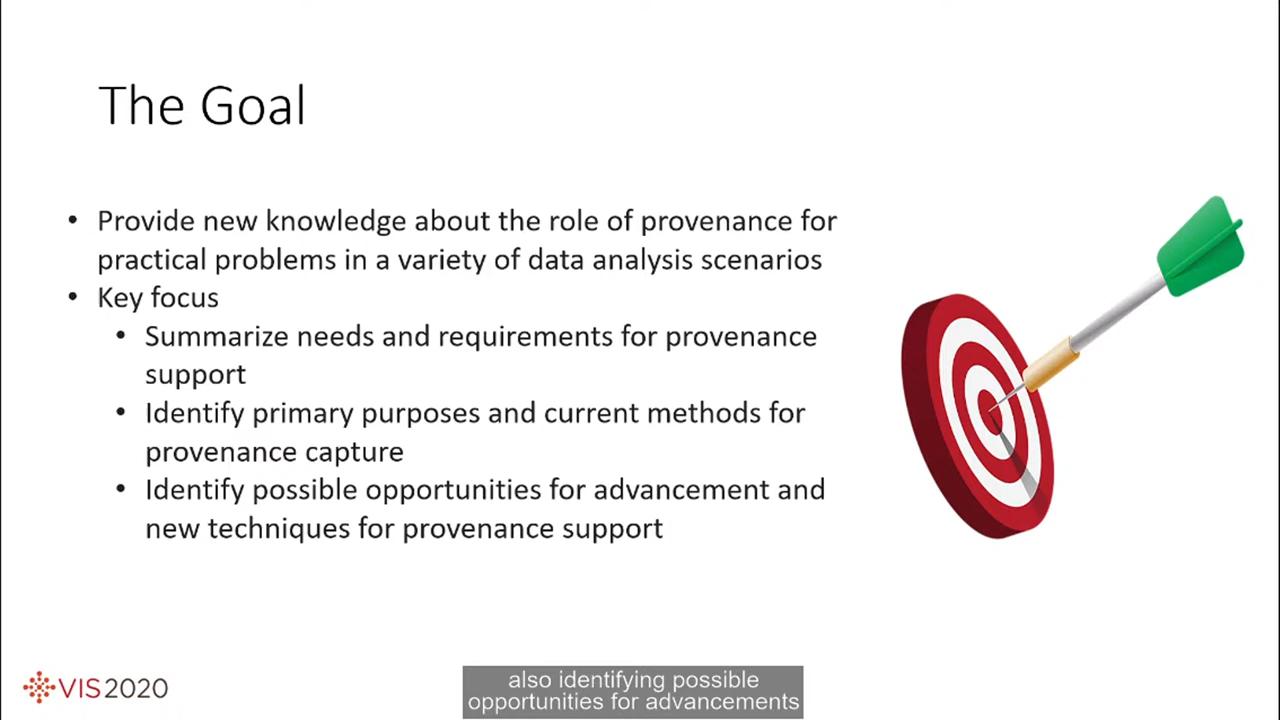 The Goal
• Provide new knowledge about the role of provenance for
practical problems in a variety of data analysis scenarios
• Key focus
• Summarize needs and requirements for provenance
support
• Identify primary purposes and current methods for
provenance capture
• Identify possible opportunities for advancement and
new techniques for provenance support
VIS2020
also identifying possible
opportunities for advancements